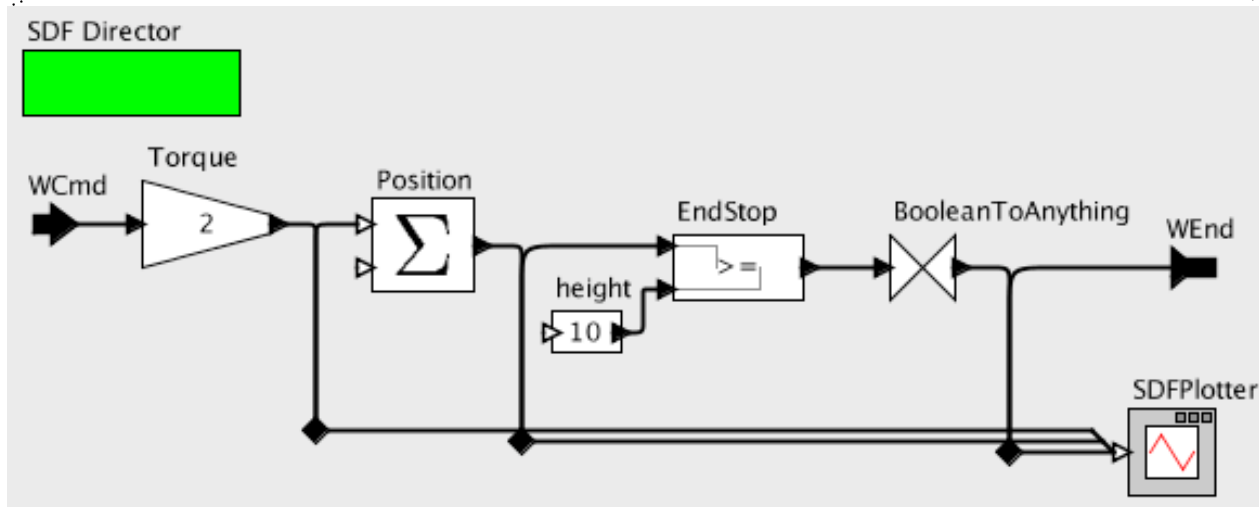 SDF Director
Torque
WCmd
2
Position
Σ
EndStop
>=
height
10
BooleanToAnything
WEnd
SDFPlotter